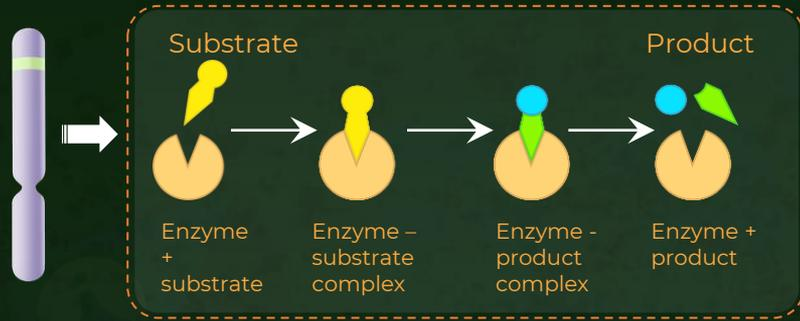 Substrate
Product
Enzyme
+
substrate
Enzyme –
substrate
complex
Enzyme -
product
complex
Enzyme +
product